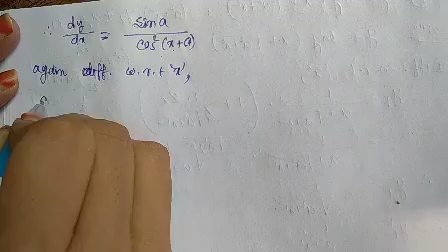 ∴ dy/dx = sin a / cos² (x+a)
again diff. w.r.t 'x',